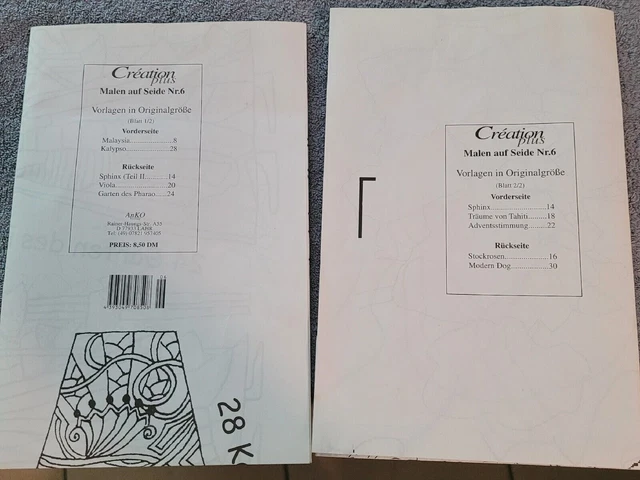 Création
plus
Malen auf Seide Nr.6
Vorlagen in Originalgröße
(Blatt 1/2)
Vorderseite
Malaysia....................8
Kalypso....................28
Rückseite
Sphinx (Teil II..........14
Viola.......................20
Garten des Pharao....24
AnKO
PREIS: 8,50 DM
28 K
Création
plus
Malen auf Seide Nr.6
Vorlagen in Originalgröße
(Blatt 2/2)
Vorderseite
Sphinx........................14
Träume von Tahiti......18
Adventsstimmung.......22
Rückseite
Stockrosen.................16
Modern Dog...............30